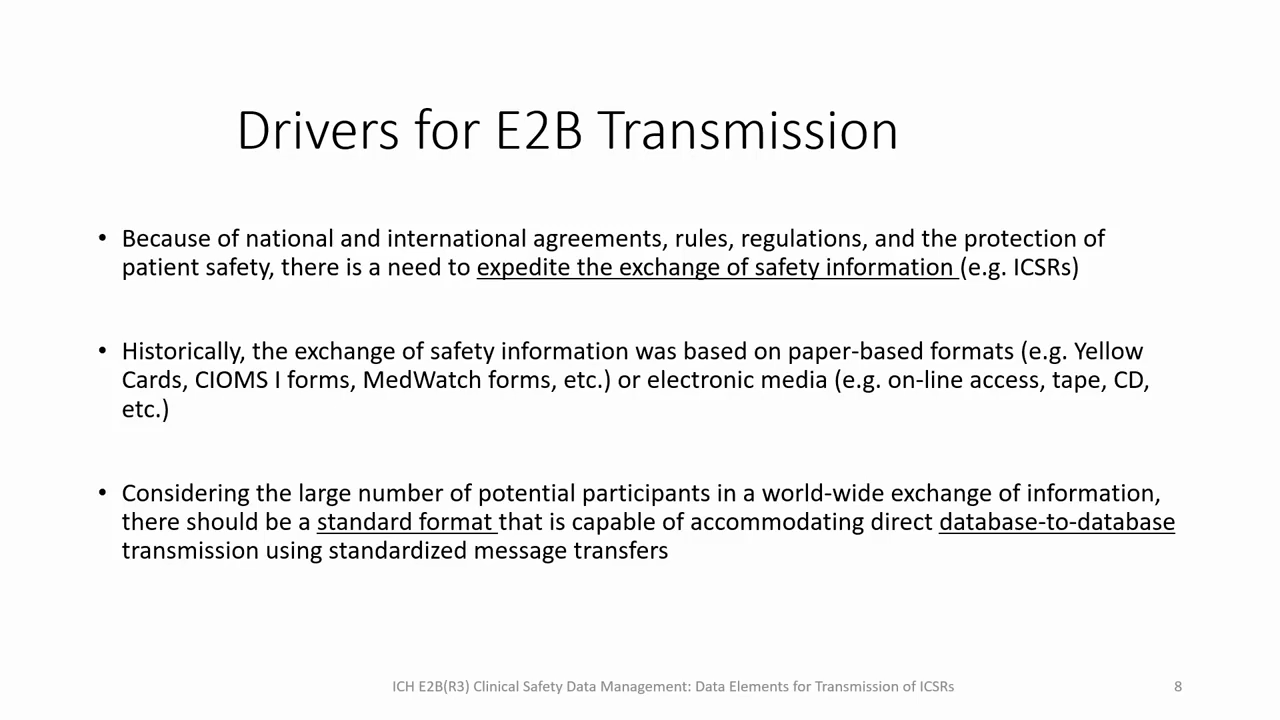 Drivers for E2B Transmission
• Because of national and international agreements, rules, regulations, and the protection of
patient safety, there is a need to expedite the exchange of safety information (e.g. ICSRs)
• Historically, the exchange of safety information was based on paper-based formats (e.g. Yellow
Cards, CIOMS I forms, MedWatch forms, etc.) or electronic media (e.g. on-line access, tape, CD,
etc.)
• Considering the large number of potential participants in a world-wide exchange of information,
there should be a standard format that is capable of accommodating direct database-to-database
transmission using standardized message transfers
ICH E2B(R3) Clinical Safety Data Management: Data Elements for Transmission of ICSRs 8